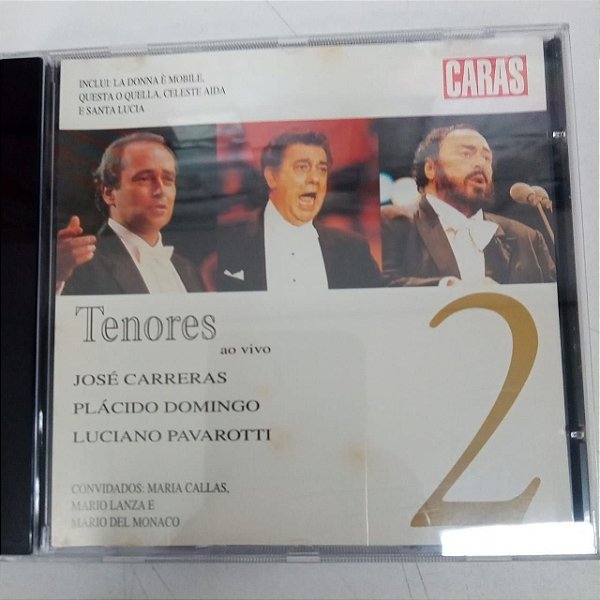 INCLUI: LA DONNA È MOBILE,
QUESTA O QUELLA, CELESTE AIDA
E SANTA LUCIA
CARAS
Tenores
ao vivo
JOSÉ CARRERAS
PLÁCIDO DOMINGO
LUCIANO PAVAROTTI
2
CONVIDADOS: MARIA CALLAS,
MARIO LANZA E
MARIO DEL MONACO